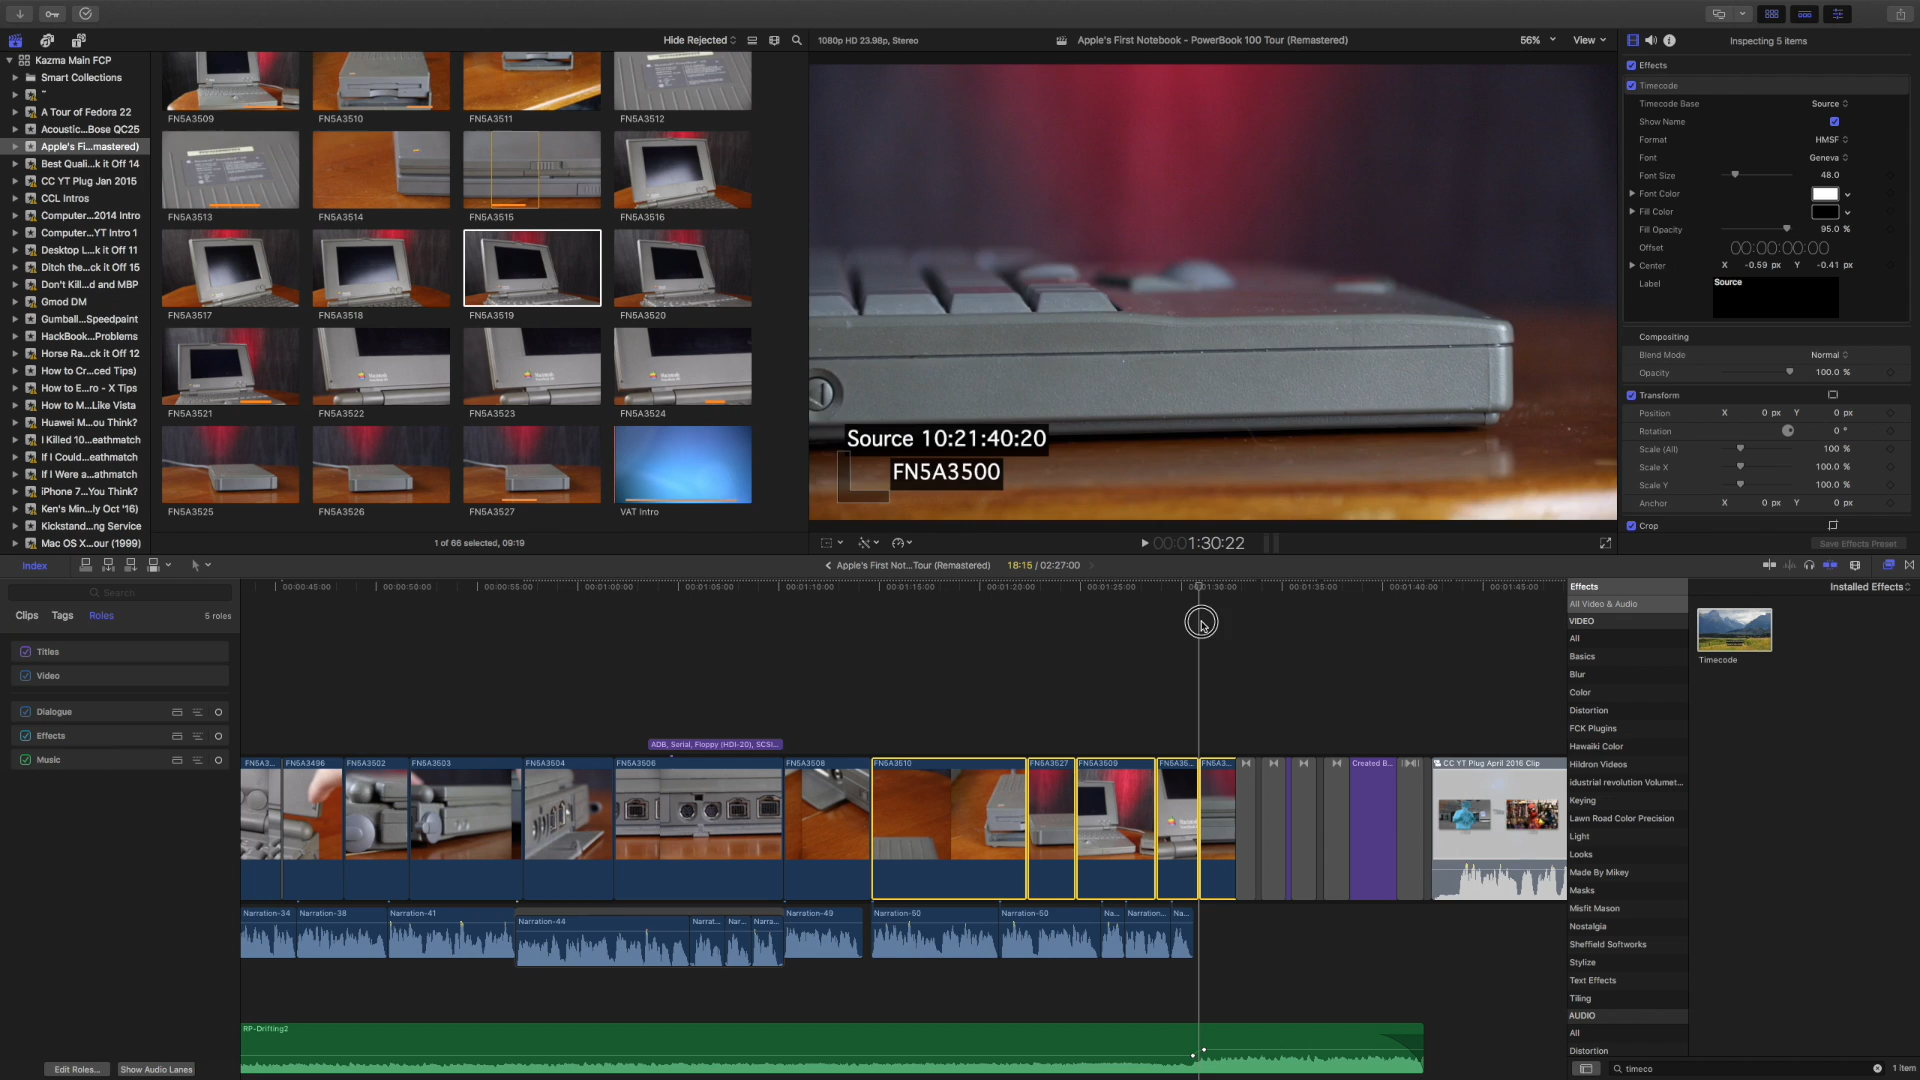 Hide Rejected
1080p HD 23.98p, Stereo
Apple's First Notebook - PowerBook 100 Tour (Remastered)
56%
View
Inspecting 5 items
Kazma Main FCP
Smart Collections
A Tour of Fedora 22
Acoustic...Bose QC25
Apple's Fi...mastered)
Best Quali...k it Off 14
CC YT Plug Jan 2015
CCL Intros
Computer...2014 Intro
Computer...YT Intro 1
Desktop L...k it Off 11
Ditch the...ck it Off 15
Don't Kill...d and MBP
Gmod DM
Gumball...Speedpaint
HackBook...Problems
Horse Ra...ck it Off 12
How to Cr...ced Tips)
How to E...ro - X Tips
How to M...Like Vista
Huawei M...ou Think?
I Killed 10...eathmatch
If I Could...eathmatch
If I Were a...athmatch
iPhone 7...You Think?
Ken's Min...ly Oct '16)
Kickstand...ng Service
Mac OS X...our (1999)
FN5A3509
FN5A3510
FN5A3511
FN5A3512
FN5A3513
FN5A3514
FN5A3515
FN5A3516
FN5A3517
FN5A3518
FN5A3519
FN5A3520
FN5A3521
FN5A3522
FN5A3523
FN5A3524
FN5A3525
FN5A3526
FN5A3527
VAT Intro
1 of 66 selected, 09:19
Source 10:21:40:20
FN5A3500
00:01:30:22
Effects
Timecode
Timecode Base Source
Show Name
Format HMSF
Font Geneva
Font Size 48.0
Font Color
Fill Color
Fill Opacity 95.0 %
Offset 00:00:00:00
Center X -0.59 px Y -0.41 px
Label Source
Compositing
Blend Mode Normal
Opacity 100.0 %
Transform
Position X 0 px Y 0 px
Rotation 0 °
Scale (All) 100 %
Scale X 100.0 %
Scale Y 100.0 %
Anchor X 0 px Y 0 px
Crop
Save Effects Preset
Index
Apple's First Not...Tour (Remastered)
18:15 / 02:27:00
Search
Clips Tags Roles 5 roles
Titles
Video
Dialogue
Effects
Music
Edit Roles...
Show Audio Lanes
00:00:45:00 00:00:50:00 00:00:55:00 00:01:00:00 00:01:05:00 00:01:10:00 00:01:15:00 00:01:20:00 00:01:25:00 00:01:30:00 00:01:35:00 00:01:40:00 00:01:45:00
ADB, Serial, Floppy (HDI-20), SCSI...
FN5A3... FN5A3496 FN5A3502 FN5A3503 FN5A3504 FN5A3506 FN5A3508 FN5A3510 FN5A3527 FN5A3509 FN5A35... FN5A3... Created B... CC YT Plug April 2016 Clip
Narration-34 Narration-38 Narration-41 Narration-44 Narrat... Nar... Narra... Narration-49 Narration-50 Narration-50 Na... Narration... Na...
RP-Drifting2
Effects
Installed Effects
All Video & Audio
VIDEO
All
Basics
Blur
Color
Distortion
FCK Plugins
Hawaiki Color
Hildron Videos
idustrial revolution Volumet...
Keying
Lawn Road Color Precision
Light
Looks
Made By Mikey
Masks
Misfit Mason
Nostalgia
Sheffield Softworks
Stylize
Text Effects
Tiling
AUDIO
All
Distortion
Timecode
timeco
1 item